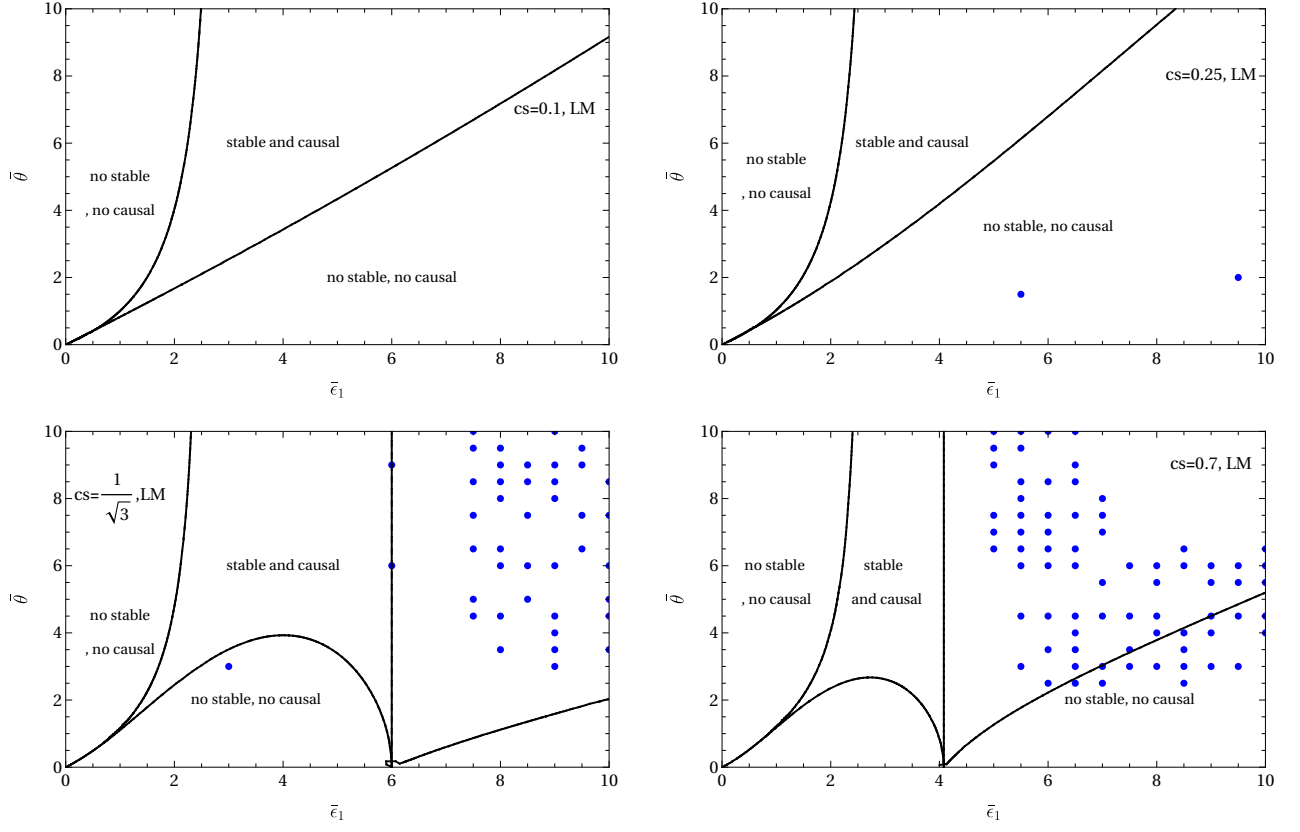 10
8
6
4
2
0
θ̄
no stable
, no causal
stable and causal
cs=0.1, LM
no stable, no causal
0
2
4
6
8
10
ϵ̄₁
10
8
6
4
2
0
θ̄
no stable
, no causal
stable and causal
cs=0.25, LM
no stable, no causal
0
2
4
6
8
10
ϵ̄₁
10
8
6
4
2
0
θ̄
cs=1/√3,LM
stable and causal
no stable
, no causal
no stable, no causal
0
2
4
6
8
10
ϵ̄₁
10
8
6
4
2
0
θ̄
cs=0.7, LM
no stable
, no causal
stable
and causal
no stable, no causal
0
2
4
6
8
10
ϵ̄₁